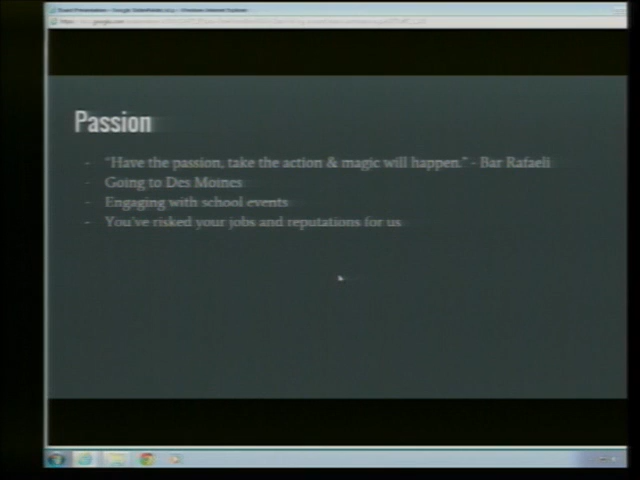 Passion
- "Have the passion, take the action & magic will happen." - Bar Rafaeli
- Going to Des Moines
- Engaging with school events
- You've risked your jobs and reputations for us